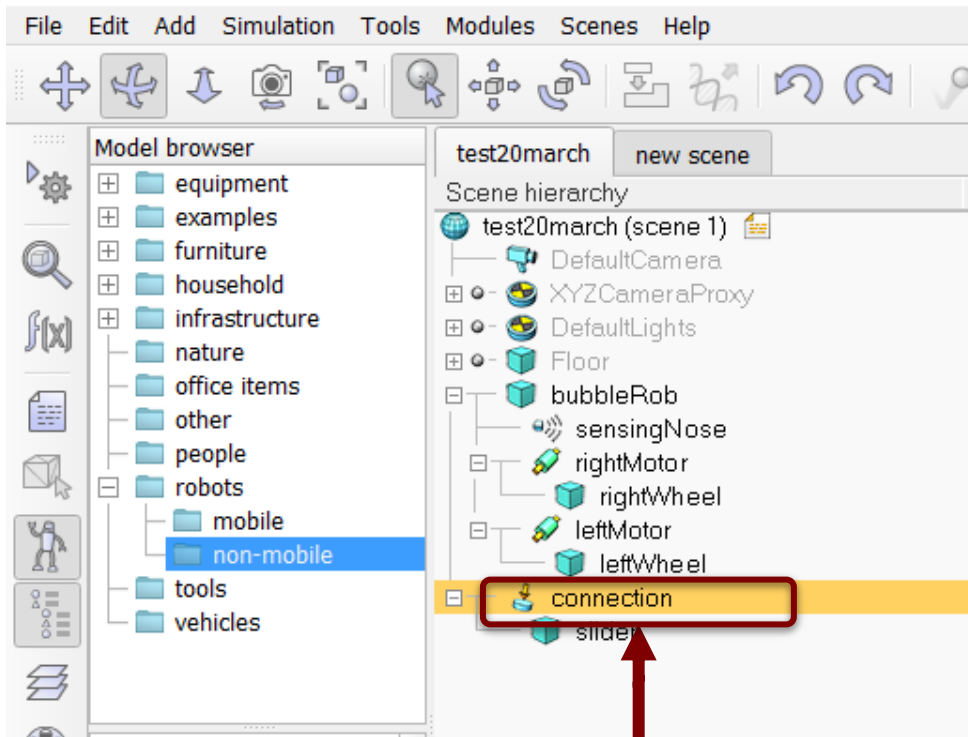 File Edit Add Simulation Tools Modules Scenes Help
f(x)
Model browser
equipment
examples
furniture
household
infrastructure
nature
office items
other
people
robots
mobile
non-mobile
tools
vehicles
test20march new scene
Scene hierarchy
test20march (scene 1)
DefaultCamera
XYZCameraProxy
DefaultLights
Floor
bubbleRob
sensingNose
rightMotor
rightWheel
leftMotor
leftWheel
connection
slider